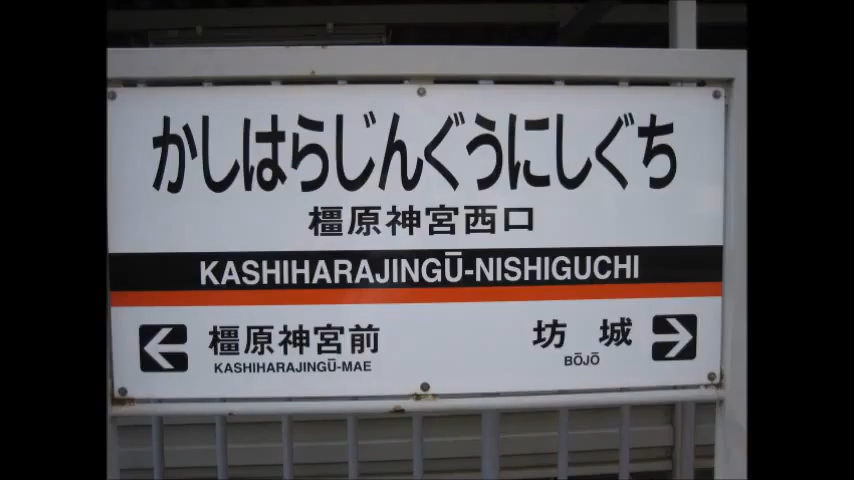 かしはらじんぐうにしぐち
橿原神宮西口
KASHIHARAJINGŪ-NISHIGUCHI
橿原神宮前
KASHIHARAJINGŪ-MAE
坊 城
BŌJŌ